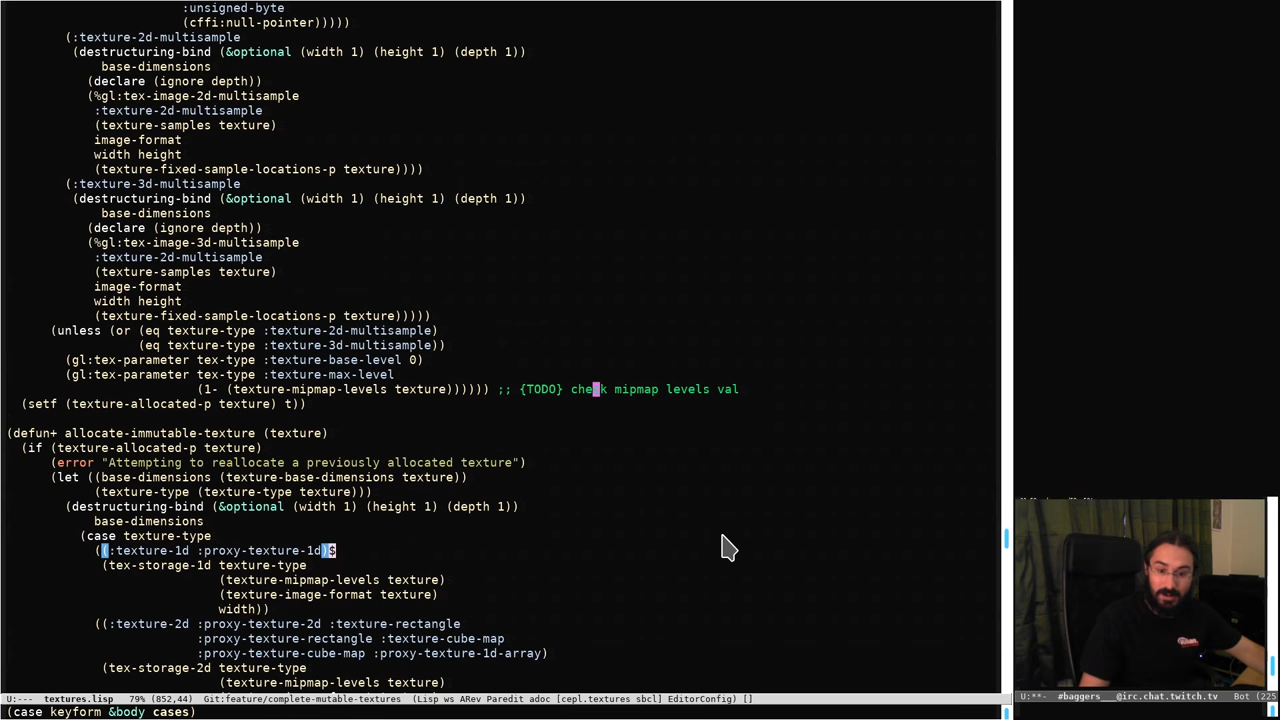 :unsigned-byte
(cffi:null-pointer)))))
(:texture-2d-multisample
(destructuring-bind (&optional (width 1) (height 1) (depth 1))
base-dimensions
(declare (ignore depth))
(%gl:tex-image-2d-multisample
:texture-2d-multisample
(texture-samples texture)
image-format
width height
(texture-fixed-sample-locations-p texture))))
(:texture-3d-multisample
(destructuring-bind (&optional (width 1) (height 1) (depth 1))
base-dimensions
(declare (ignore depth))
(%gl:tex-image-3d-multisample
:texture-2d-multisample
(texture-samples texture)
image-format
width height
(texture-fixed-sample-locations-p texture)))))
(unless (or (eq texture-type :texture-2d-multisample)
(eq texture-type :texture-3d-multisample))
(gl:tex-parameter tex-type :texture-base-level 0)
(gl:tex-parameter tex-type :texture-max-level
(1- (texture-mipmap-levels texture)))))) ;; {TODO} check mipmap levels val
(setf (texture-allocated-p texture) t))
(defun+ allocate-immutable-texture (texture)
(if (texture-allocated-p texture)
(error "Attempting to reallocate a previously allocated texture")
(let ((base-dimensions (texture-base-dimensions texture))
(texture-type (texture-type texture)))
(destructuring-bind (&optional (width 1) (height 1) (depth 1))
base-dimensions
(case texture-type
((:texture-1d :proxy-texture-1d)$
(tex-storage-1d texture-type
(texture-mipmap-levels texture)
(texture-image-format texture)
width))
((:texture-2d :proxy-texture-2d :texture-rectangle
:proxy-texture-rectangle :texture-cube-map
:proxy-texture-cube-map :proxy-texture-1d-array)
(tex-storage-2d texture-type
(texture-mipmap-levels texture)
U:--- textures.lisp 79% (852,44) Git:feature/complete-mutable-textures (Lisp ws ARev Paredit adoc [cepl.textures sbcl] EditorConfig) []
(case keyform &body cases)
U:**- #baggers___@irc.chat.twitch.tv Bot (225